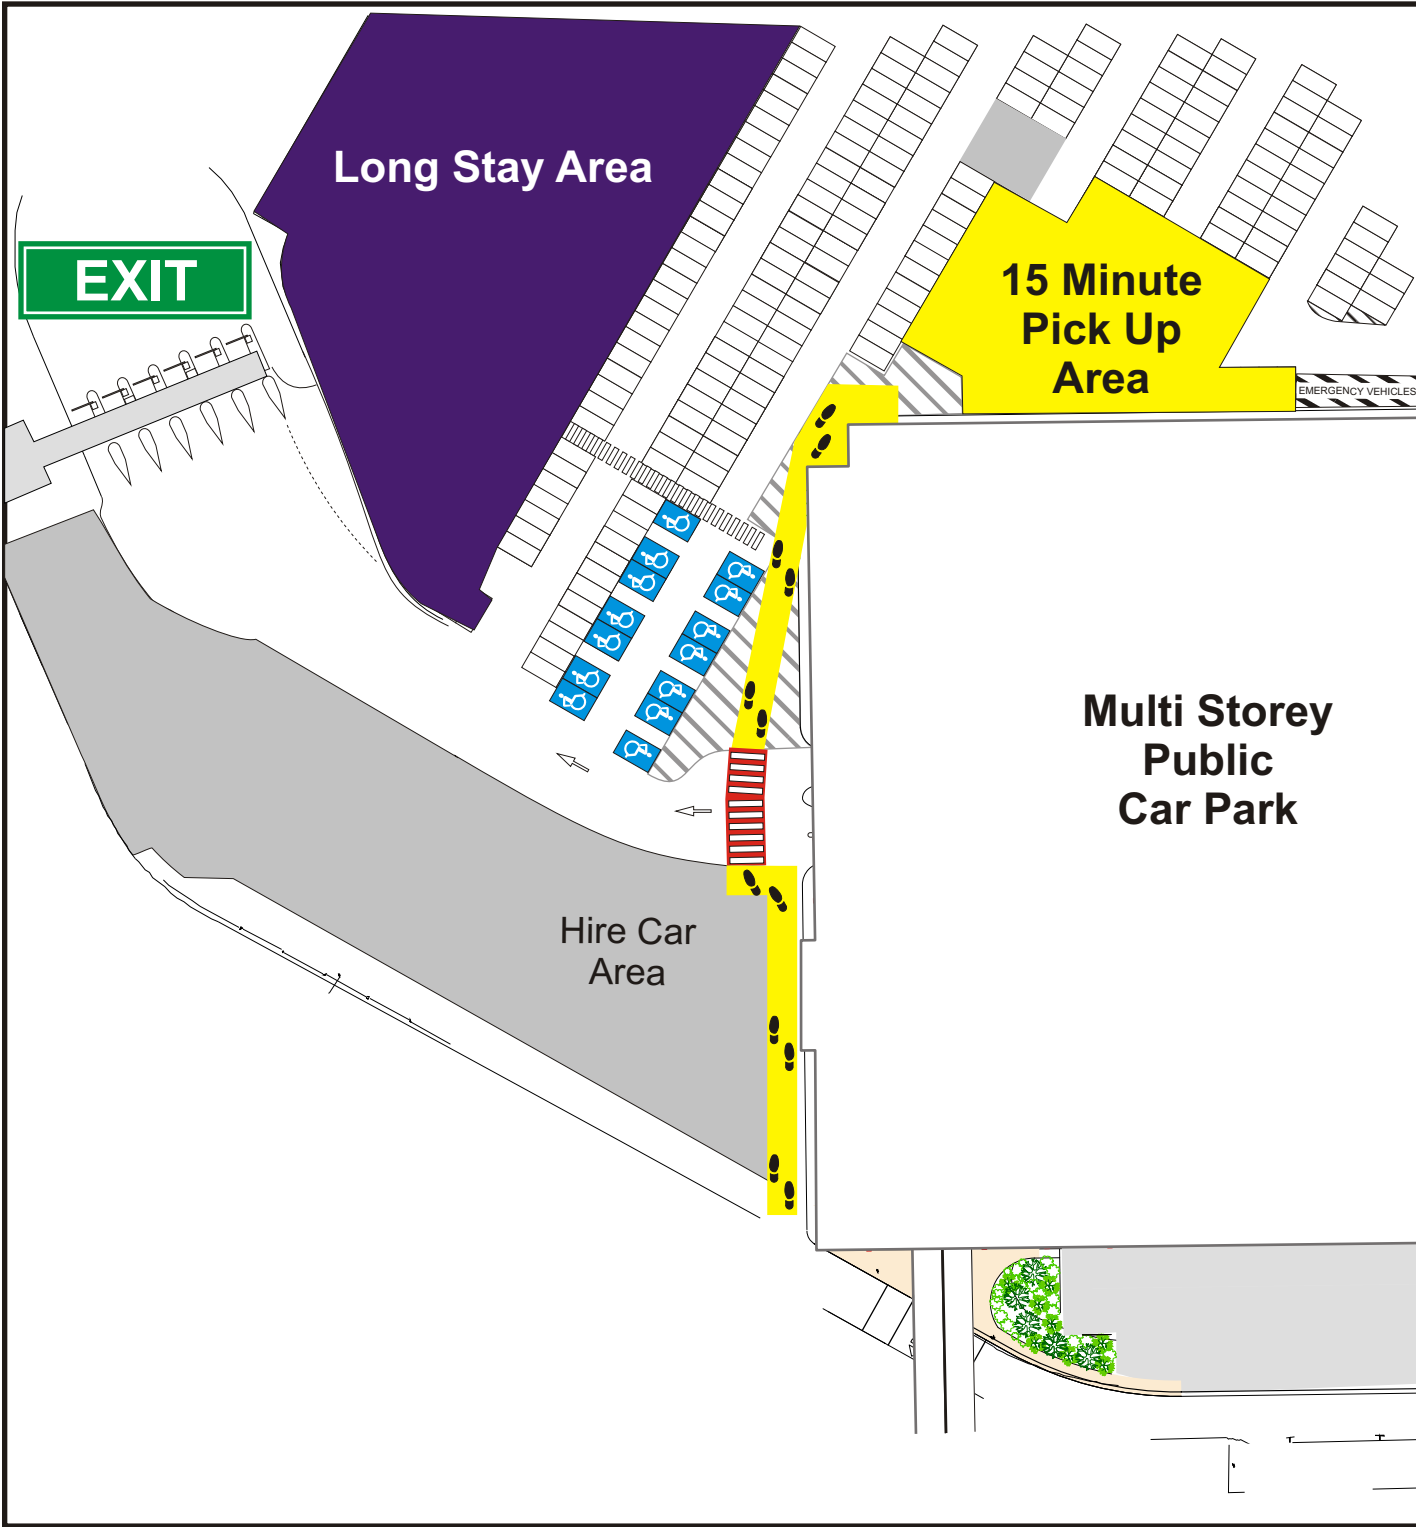 Long Stay Area
EXIT
15 Minute
Pick Up
Area
EMERGENCY VEHICLES
Multi Storey
Public
Car Park
Hire Car
Area